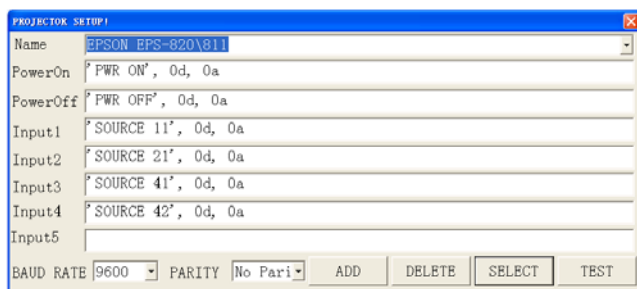 PROJECTOR SETUP!
Name EPSON EPS-820\811
PowerOn 'PWR ON', 0d, 0a
PowerOff 'PWR OFF', 0d, 0a
Input1 'SOURCE 11', 0d, 0a
Input2 'SOURCE 21', 0d, 0a
Input3 'SOURCE 41', 0d, 0a
Input4 'SOURCE 42', 0d, 0a
Input5
BAUD RATE 9600 PARITY No Pari ADD DELETE SELECT TEST